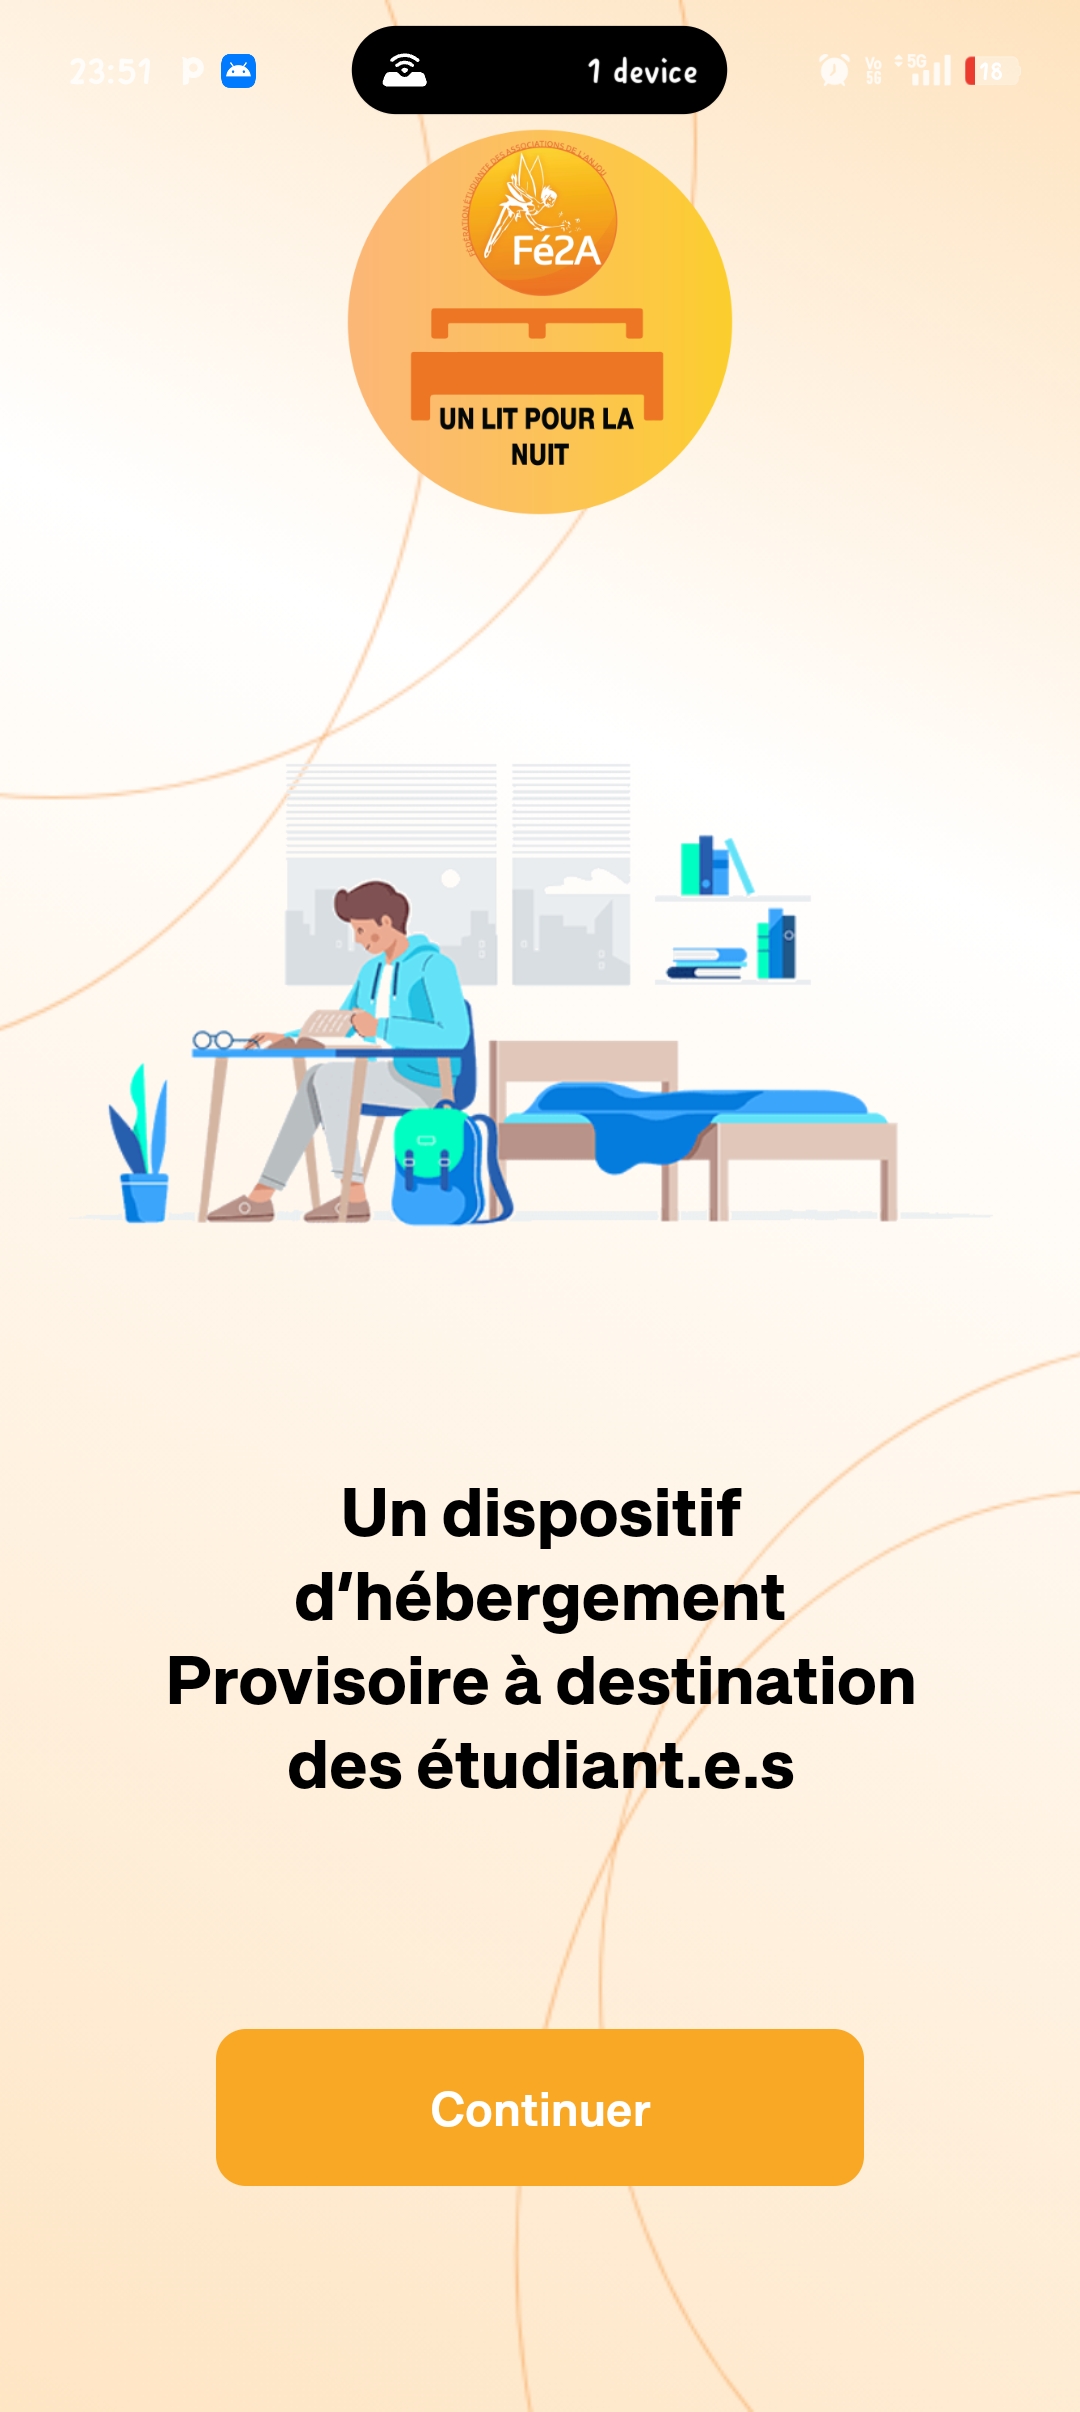 23:51
1 device
Vo
5G
5G
18
FÉDÉRATION ÉTUDIANTE DES ASSOCIATIONS DE L'ANJOU
Fé2A
UN LIT POUR LA
NUIT
Un dispositif
d’hébergement
Provisoire à destination
des étudiant.e.s
Continuer